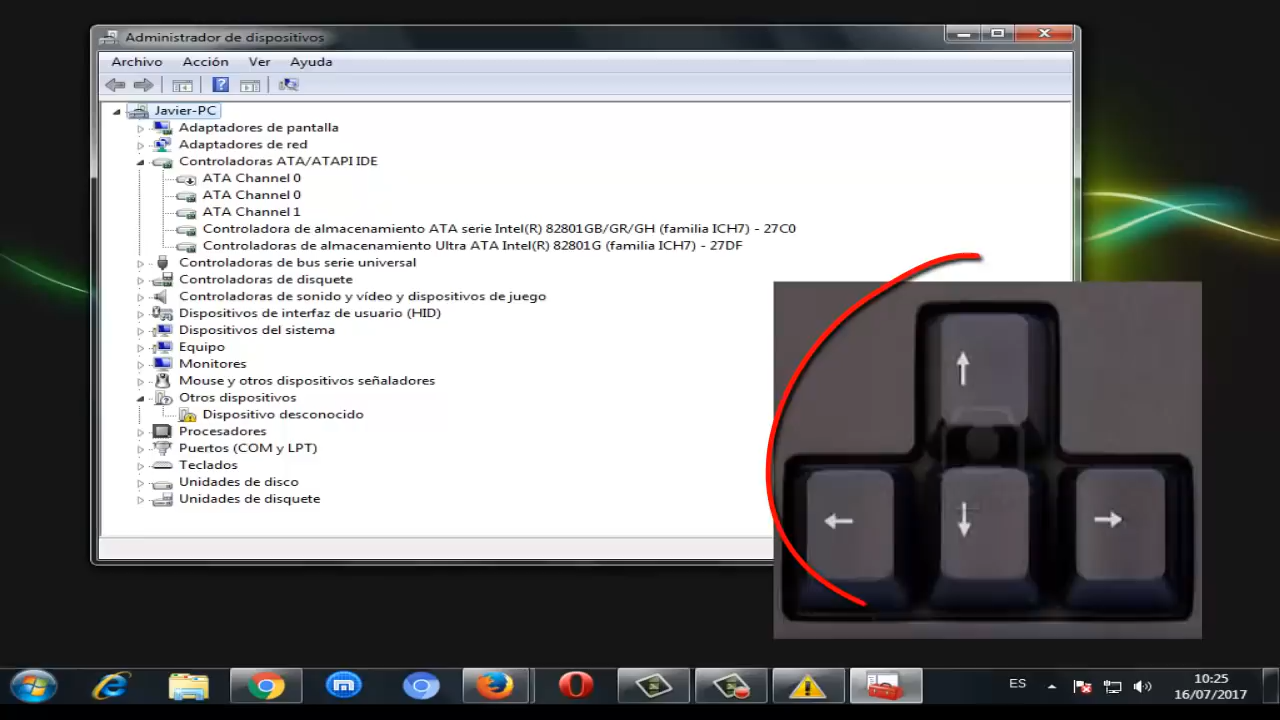 Administrador de dispositivos
Archivo Acción Ver Ayuda
Javier-PC
Adaptadores de pantalla
Adaptadores de red
Controladoras ATA/ATAPI IDE
ATA Channel 0
ATA Channel 0
ATA Channel 1
Controladora de almacenamiento ATA serie Intel(R) 82801GB/GR/GH (familia ICH7) - 27C0
Controladoras de almacenamiento Ultra ATA Intel(R) 82801G (familia ICH7) - 27DF
Controladoras de bus serie universal
Controladoras de disquete
Controladoras de sonido y vídeo y dispositivos de juego
Dispositivos de interfaz de usuario (HID)
Dispositivos del sistema
Equipo
Monitores
Mouse y otros dispositivos señaladores
Otros dispositivos
Dispositivo desconocido
Procesadores
Puertos (COM y LPT)
Teclados
Unidades de disco
Unidades de disquete
ES
10:25
16/07/2017